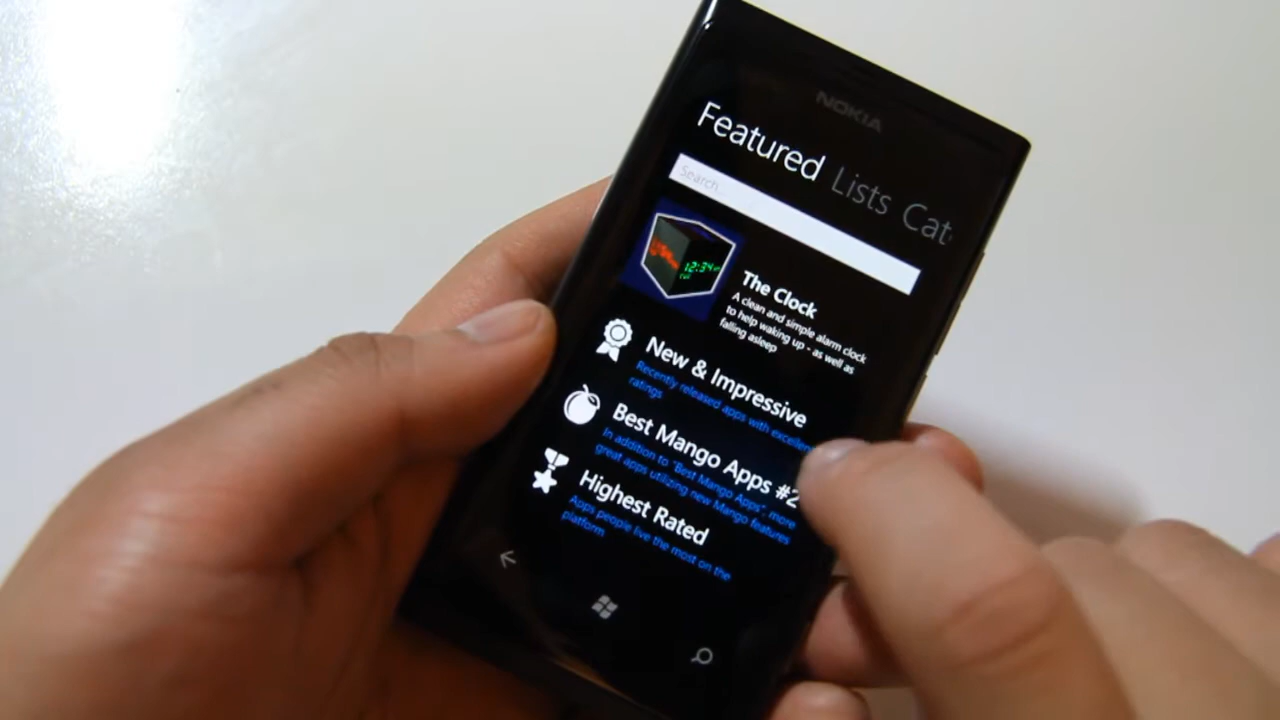 NOKIA
Featured Lists Cat
Search...
12:34
The Clock
A clean and simple alarm clock
to help waking up - as well as
falling asleep
New & Impressive
Recently released apps with excellen
ratings
Best Mango Apps #2
In addition to "Best Mango Apps", more
great apps utilizing new Mango features
Highest Rated
Apps people live the most on the
platform